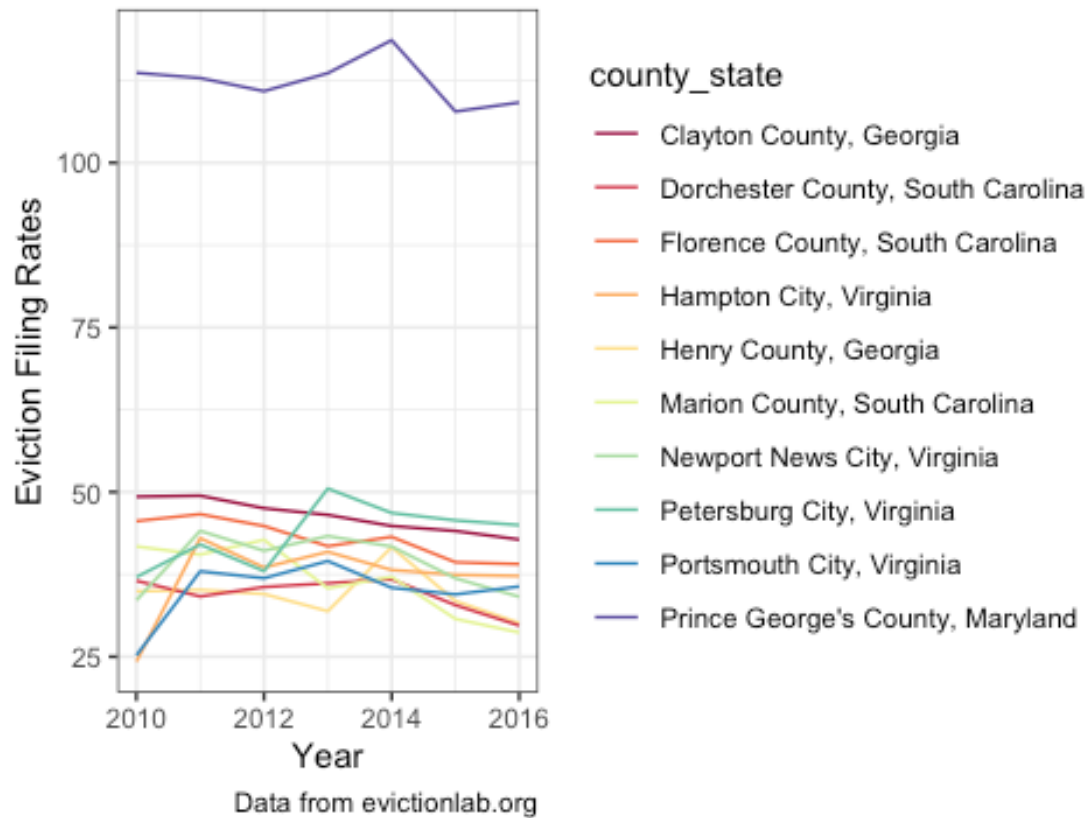 Eviction Filing Rates
100
75
50
25
2010
2012
2014
2016
Year
Data from evictionlab.org
county_state
Clayton County, Georgia
Dorchester County, South Carolina
Florence County, South Carolina
Hampton City, Virginia
Henry County, Georgia
Marion County, South Carolina
Newport News City, Virginia
Petersburg City, Virginia
Portsmouth City, Virginia
Prince George's County, Maryland